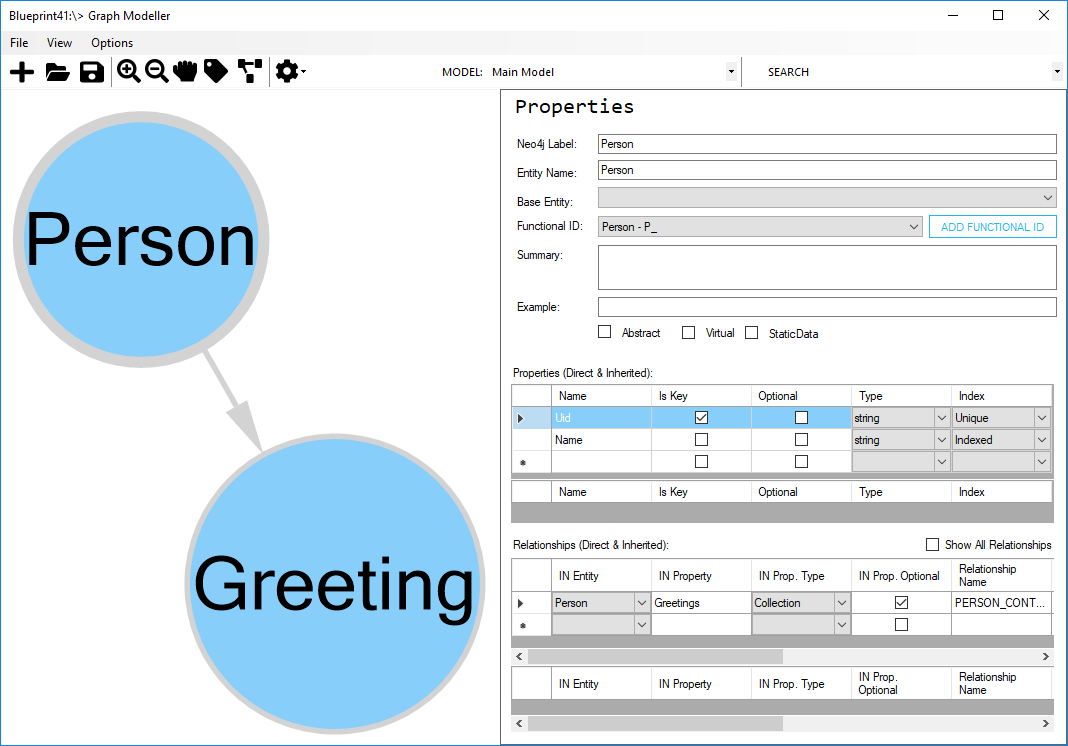 Blueprint41:\> Graph Modeller
File View Options
MODEL: Main Model SEARCH
Person
Greeting
Properties
Neo4j Label: Person
Entity Name: Person
Base Entity:
Functional ID: Person - P_ ADD FUNCTIONAL ID
Summary:
Example:
Abstract Virtual StaticData
Properties (Direct & Inherited):
Name Is Key Optional Type Index
Uid string Unique
Name string Indexed
Name Is Key Optional Type Index
Relationships (Direct & Inherited): Show All Relationships
IN Entity IN Property IN Prop. Type IN Prop. Optional Relationship Name
Person Greetings Collection PERSON_CONT...
IN Entity IN Property IN Prop. Type IN Prop. Optional Relationship Name